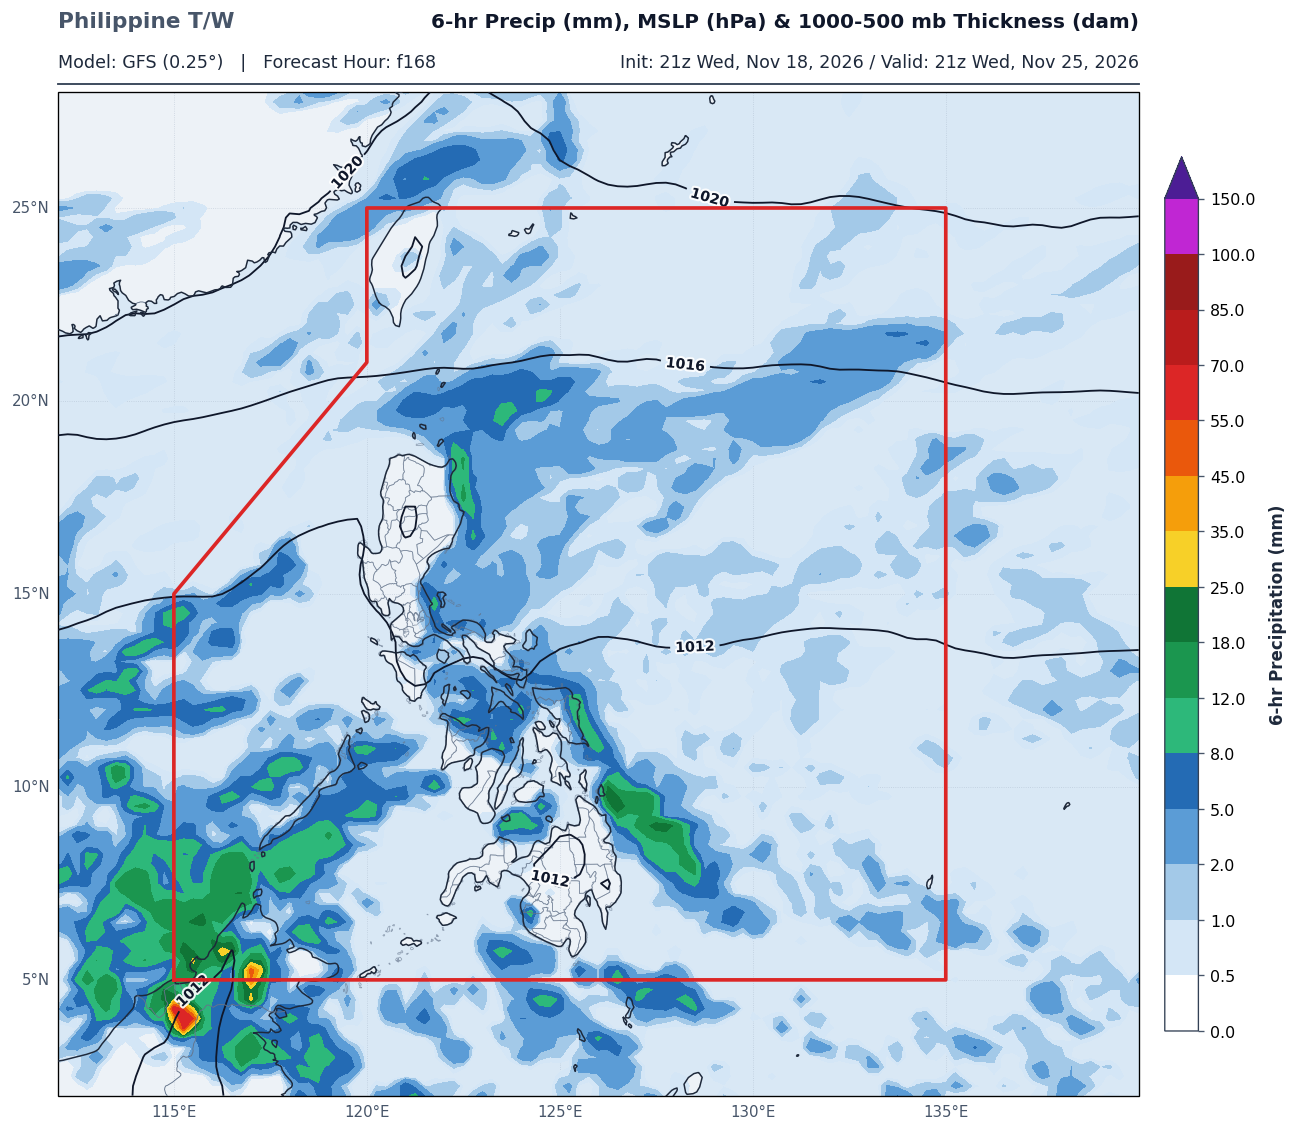 Philippine T/W
6-hr Precip (mm), MSLP (hPa) & 1000-500 mb Thickness (dam)
Model: GFS (0.25°) | Forecast Hour: f168
Init: 21z Wed, Nov 18, 2026 / Valid: 21z Wed, Nov 25, 2026
1020
1020
1016
1012
1012
1012
25°N
20°N
15°N
10°N
5°N
115°E
120°E
125°E
130°E
135°E
150.0
100.0
85.0
70.0
55.0
45.0
35.0
25.0
18.0
12.0
8.0
5.0
2.0
1.0
0.5
0.0
6-hr Precipitation (mm)